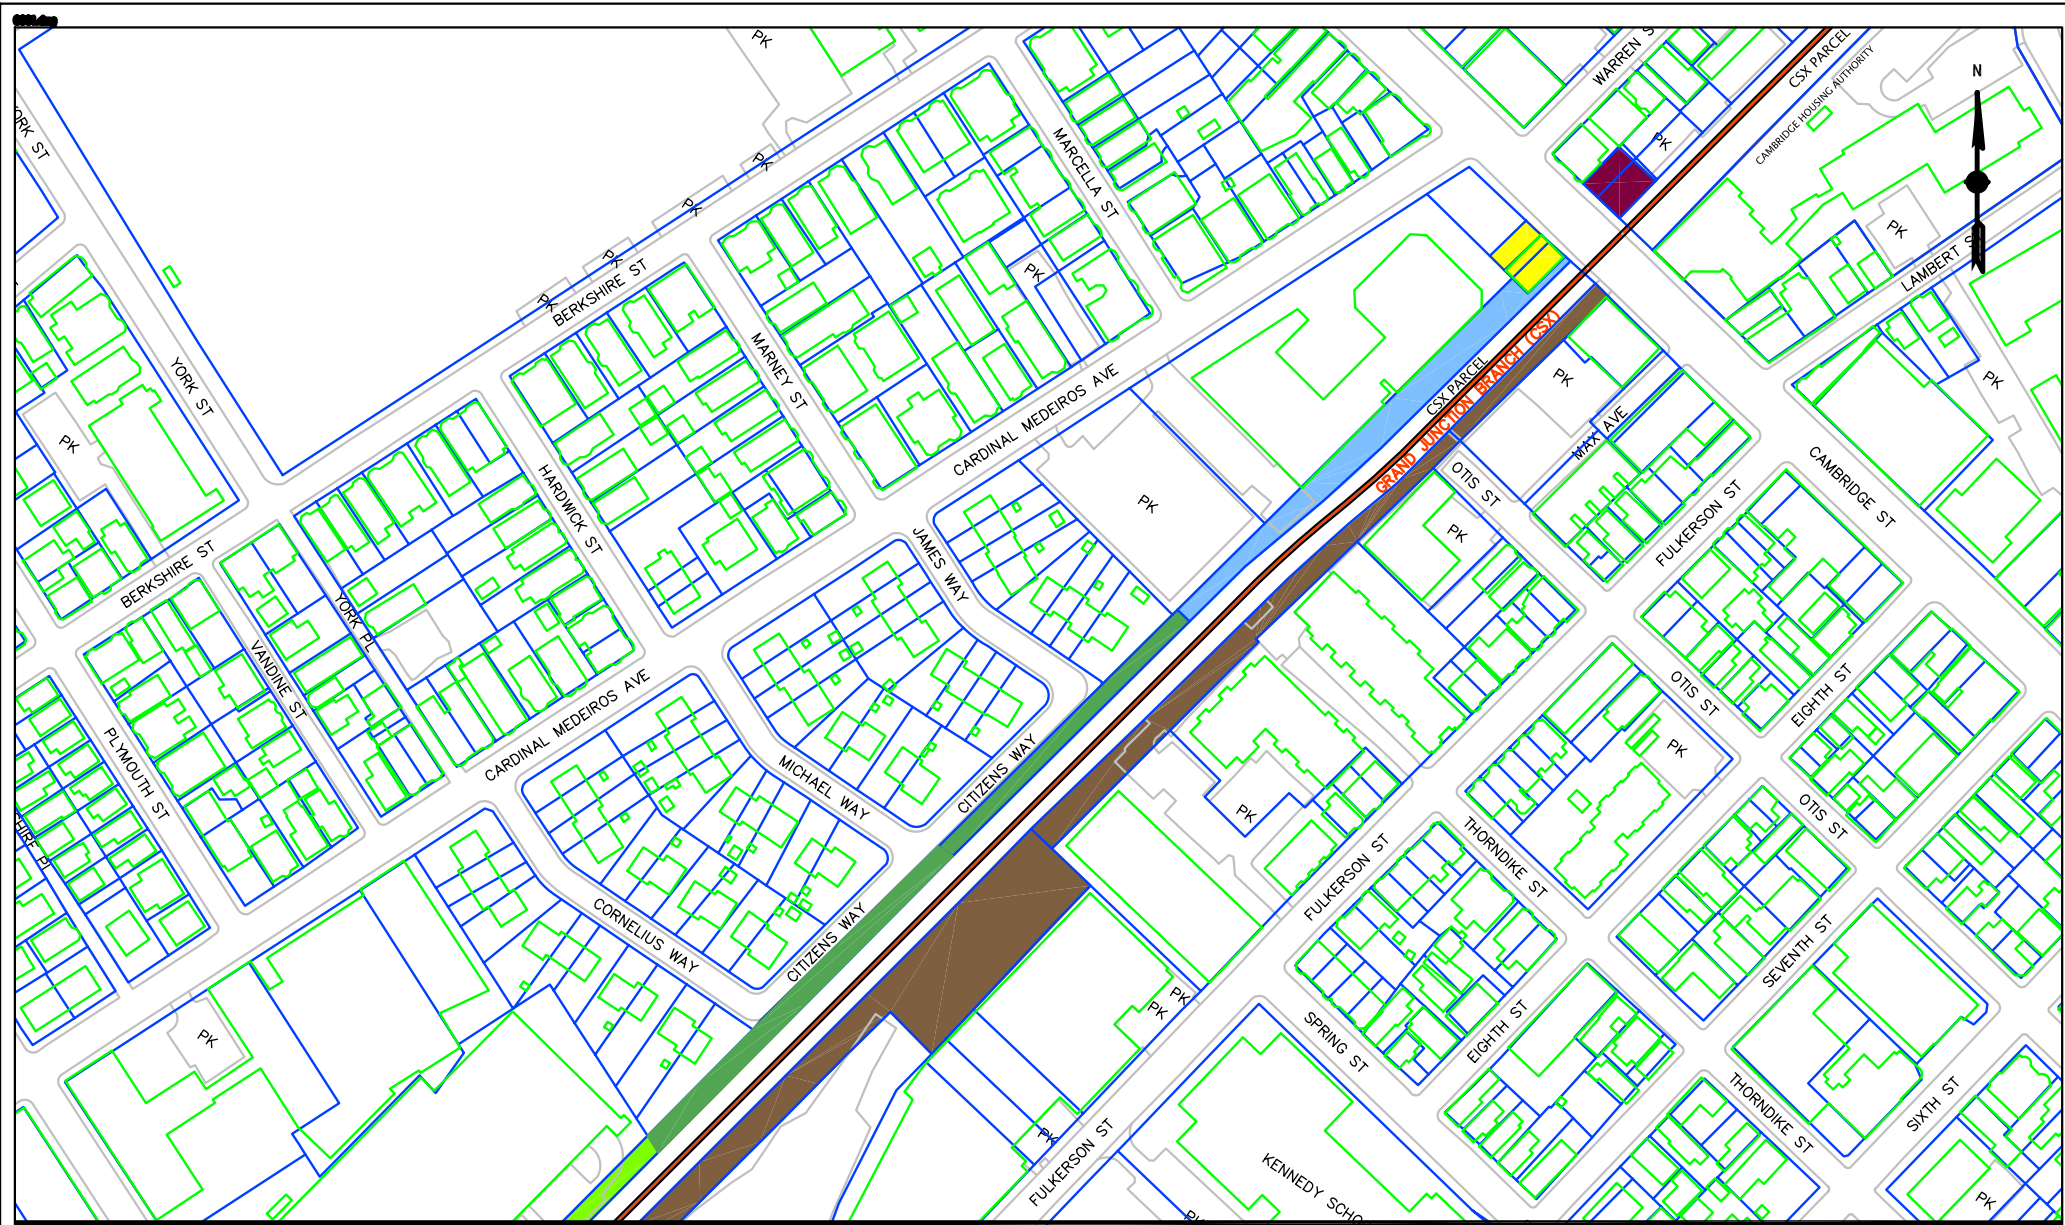 PK
WARREN S
CSX PARCEL
CAMBRIDGE HOUSING AUTHORITY
N
ORK ST
PK
PK
MARCELLA ST
PK
PK
PK
PK
LAMBERT S
PK
BERKSHIRE ST
PK
YORK ST
MARNEY ST
CARDINAL MEDEIROS AVE
CSX PARCEL
GRAND JUNCTION BRANCH (CSX)
PK
PK
MAX AVE
PK
HARDWICK ST
PK
OTIS ST
CAMBRIDGE ST
PK
FULKERSON ST
BERKSHIRE ST
JAMES WAY
YORK PL
VANDINE ST
OTIS ST
EIGHTH ST
CARDINAL MEDEIROS AVE
PLYMOUTH ST
MICHAEL WAY
CITIZENS WAY
PK
PK
OTIS ST
HIRE PL
FULKERSON ST
THORNDIKE ST
CORNELIUS WAY
CITIZENS WAY
SEVENTH ST
PK
PK
PK
SPRING ST
EIGHTH ST
THORNDIKE ST
SIXTH ST
PK
FULKERSON ST
KENNEDY SCHO
PK
PK